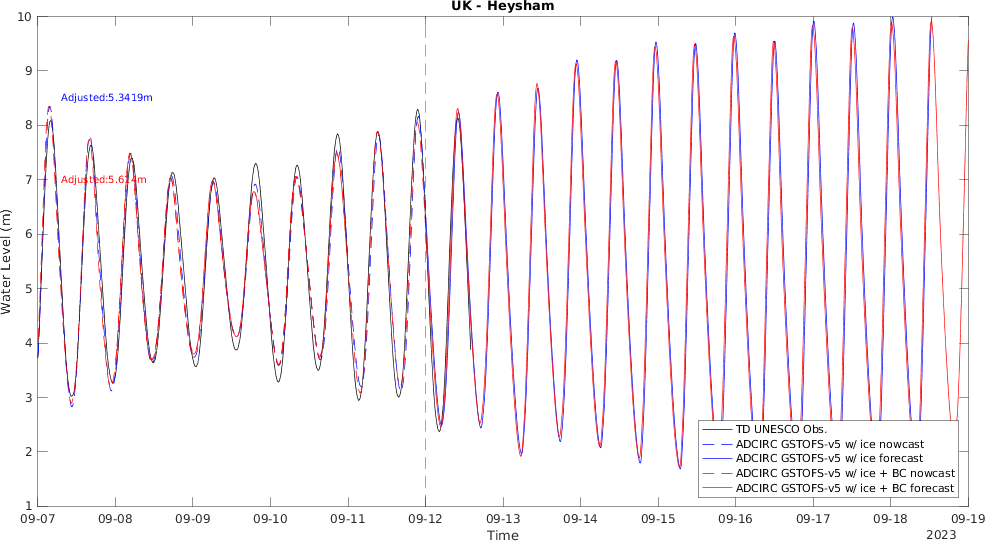 UK - Heysham
10
9
8
7
6
5
4
3
2
1
Water Level (m)
Adjusted:5.3419m
Adjusted:5.614m
TD UNESCO Obs.
ADCIRC GSTOFS-v5 w/ ice nowcast
ADCIRC GSTOFS-v5 w/ ice forecast
ADCIRC GSTOFS-v5 w/ ice + BC nowcast
ADCIRC GSTOFS-v5 w/ ice + BC forecast
09-07 09-08 09-09 09-10 09-11 09-12 09-13 09-14 09-15 09-16 09-17 09-18 09-19
Time
2023